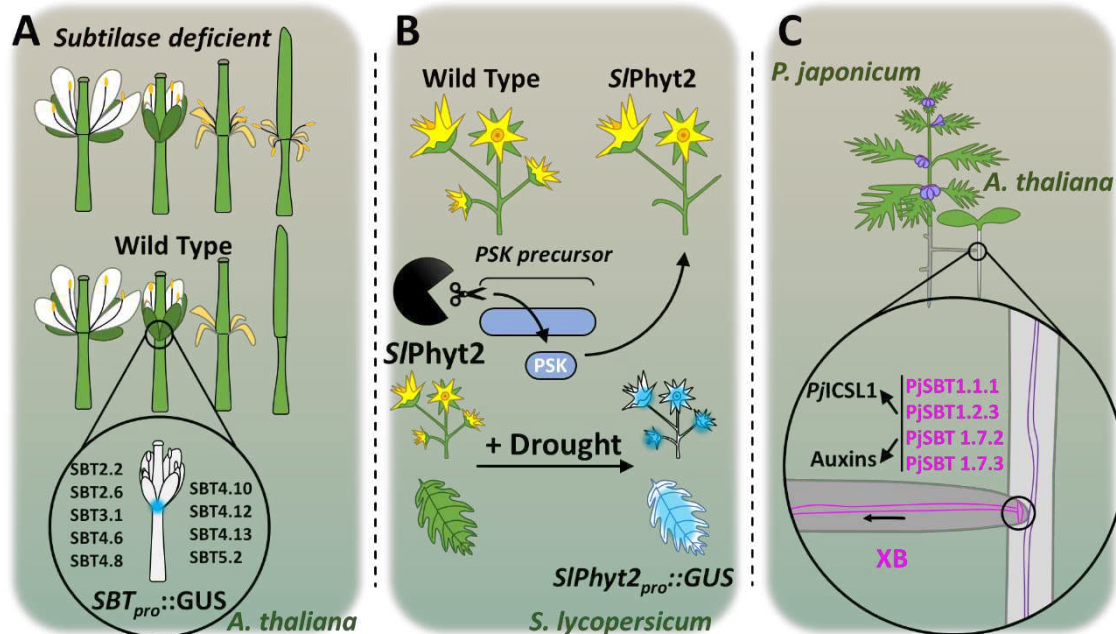 A
Subtilase deficient
Wild Type
SBT2.2
SBT2.6
SBT3.1
SBT4.6
SBT4.8
SBT4.10
SBT4.12
SBT4.13
SBT5.2
SBTpro::GUS
A. thaliana
B
Wild Type
SlPhyt2
PSK precursor
PSK
SlPhyt2
+ Drought
SlPhyt2pro::GUS
S. lycopersicum
C
P. japonicum
A. thaliana
PjICSL1
Auxins
PjSBT1.1.1
PjSBT1.2.3
PjSBT 1.7.2
PjSBT 1.7.3
XB